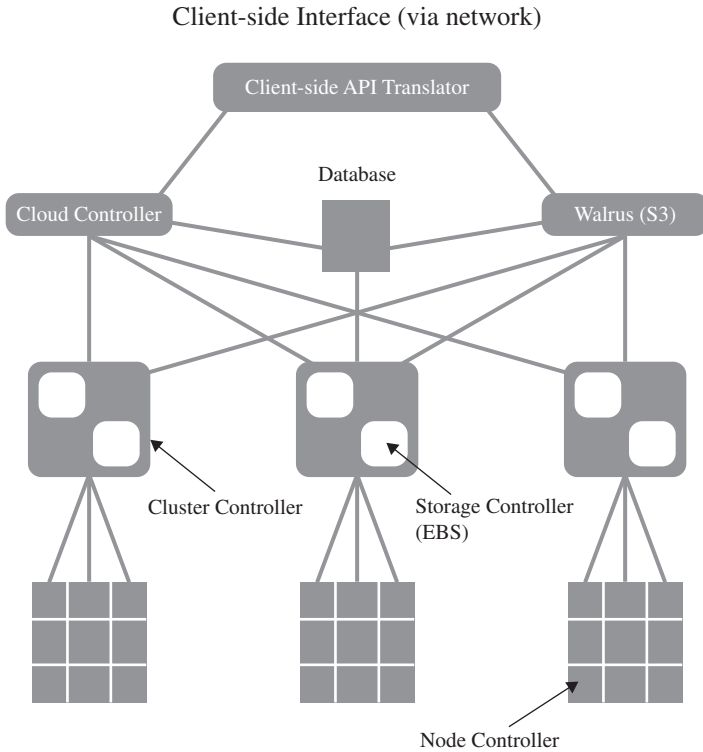 Client-side Interface (via network)
Client-side API Translator
Database
Cloud Controller
Walrus (S3)
Cluster Controller
Storage Controller
(EBS)
Node Controller